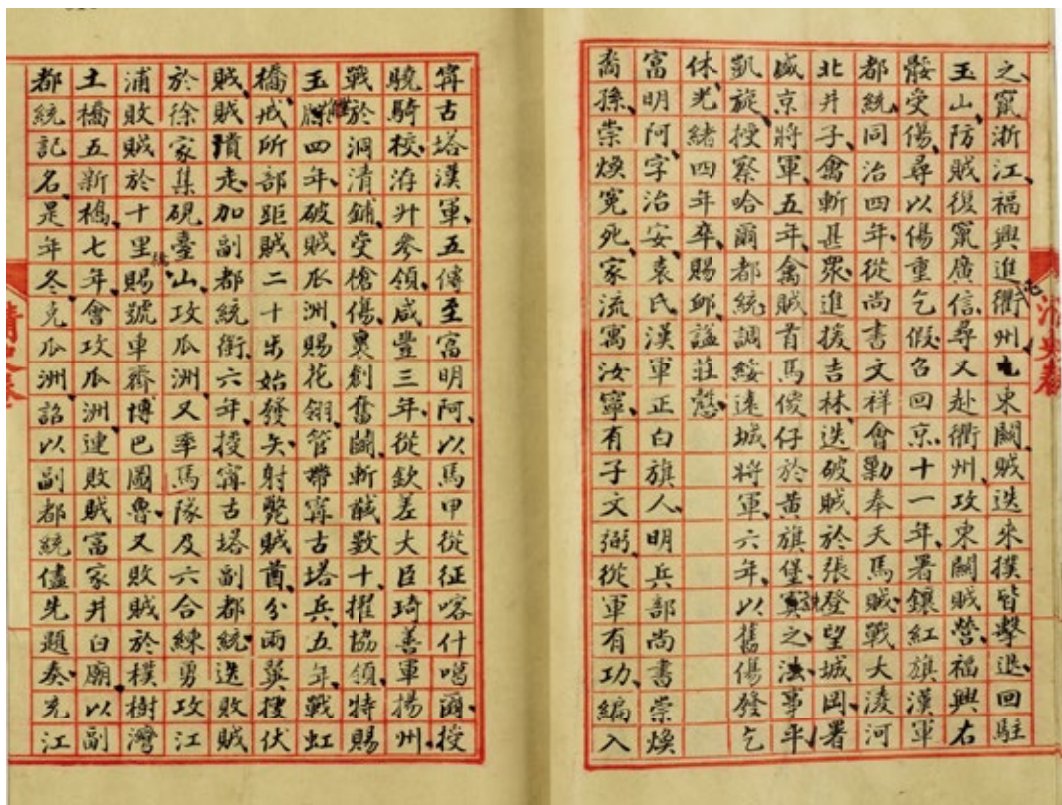 之竄浙江、福興進衢州、屯東關、賊迭來撲皆擊退、回駐
玉山、防賊復竄廣信、尋又赴衢州、攻東關賊營、福興右
骽受傷、尋以傷重乞假、召回京、十一年、署鑲紅旗漢軍
都統、同治四年、從尚書文祥會勦奉天馬賊、戰大淩河
北井子、禽斬甚眾、進援吉林、迭破賊於張登望城岡、署
盛京將軍、五年、禽賊首馬傻仔於黃旗堡、寘之法、事平、
凱旋、授察哈爾都統、調綏遠城將軍、六年、以舊傷發乞
休、光緒四年卒、賜卹、諡莊愨
富明阿、字治安、袁氏、漢軍正白旗人、明兵部尚書崇煥
裔孫、崇煥冤死、家流寓汝寧、有子文弼、從軍有功、編入
寧古塔漢軍、五傳至富明阿、以馬甲從征喀什噶爾、授
驍騎校、洊升參領、咸豐三年、從欽差大臣琦善軍揚州、
戰於洞清鋪、受槍傷、裹創奮鬬、斬馘數十、擢協領、特賜
玉、四年、破賊瓜洲、賜花翎、管帶寧古塔兵、五年、戰虹
橋、戒所部距賊二十步始發矢、射斃賊酋、分兩翼搜伏
賊、賊潰走、加副都統銜、六年、授寧古塔副都統、迭敗賊
於徐家集硯臺山、攻瓜洲、又率馬隊及六合練勇攻江
浦、敗賊於十里、賜號車齊博巴圖魯、又敗賊於樸樹灣
土橋五新橋、七年、會攻瓜洲、連敗賊富家井白廟、以副
都統記名、是年冬、克瓜洲、詔以副都統儘先題奏、充江